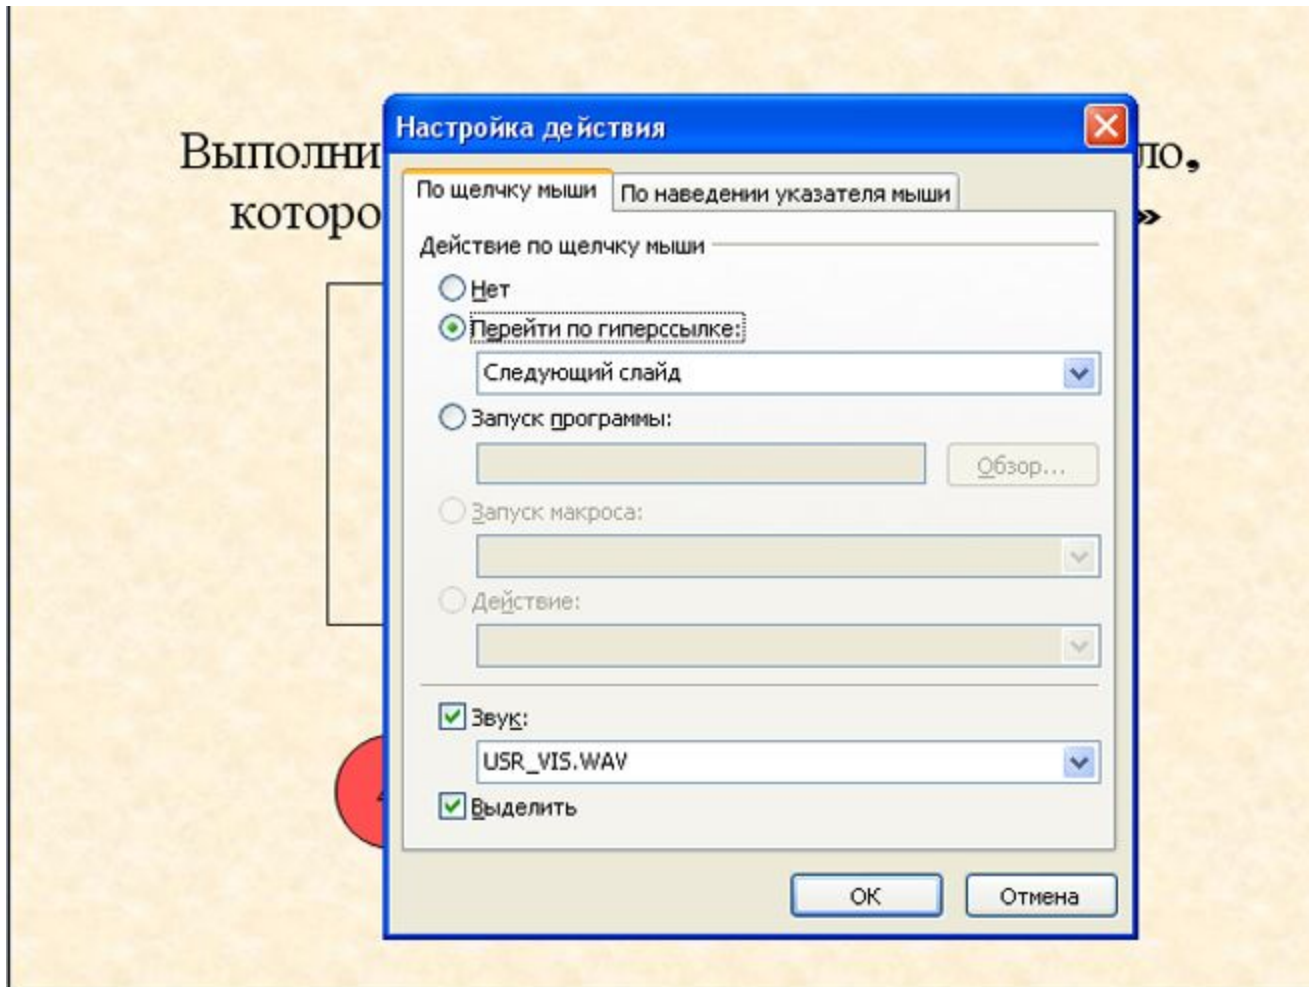 Настройка действия
Выполни
ло,
По щелчку мыши
По наведении указателя мыши
которо
»
Действие по щелчку мыши
Нет
Перейти по гиперссылке:
Следующий слайд
Запуск программы:
Обзор...
Запуск макроса:
Действие:
Звук:
USR_VIS.WAV
Выделить
ОК
Отмена